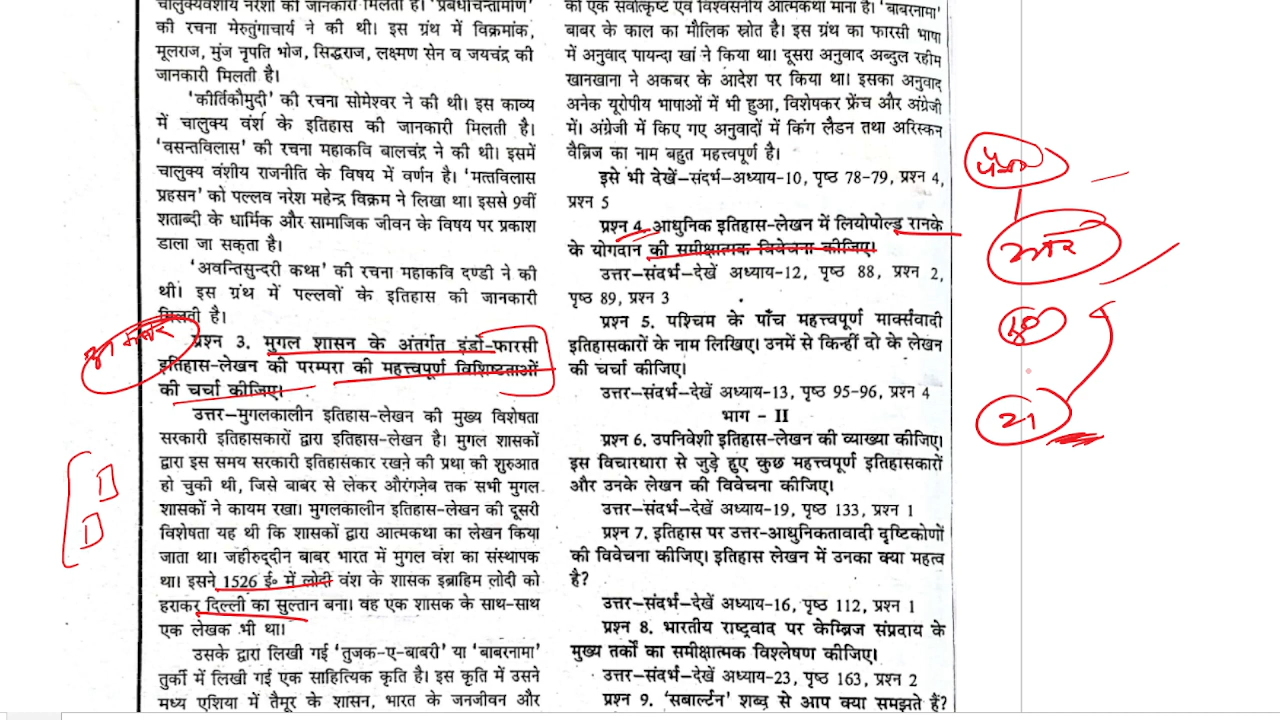 चालुक्यवंशीय नरेशों की जानकारी मिलती है। 'प्रबंधचिन्तामणि'
की रचना मेरुतुंगाचार्य ने की थी। इस ग्रंथ में विक्रमांक,
मूलराज, मुंज नृपति भोज, सिद्धराज, लक्ष्मण सेन व जयचंद्र की
जानकारी मिलती है।
'कीर्तिकौमुदी' की रचना सोमेश्वर ने की थी। इस काव्य
में चालुक्य वंश के इतिहास की जानकारी मिलती है।
'वसन्तविलास' की रचना महाकवि बालचंद्र ने की थी। इसमें
चालुक्य वंशीय राजनीति के विषय में वर्णन है। 'मत्तविलास
प्रहसन' को पल्लव नरेश महेन्द्र विक्रम ने लिखा था। इससे 9वीं
शताब्दी के धार्मिक और सामाजिक जीवन के विषय पर प्रकाश
डाला जा सकता है।
'अवन्तिसुन्दरी कथा' की रचना महाकवि दण्डी ने की
थी। इस ग्रंथ में पल्लवों के इतिहास की जानकारी
मिलती है।
प्रश्न 3. मुगल शासन के अंतर्गत इंडो-फारसी
इतिहास-लेखन की परम्परा की महत्त्वपूर्ण विशिष्टताओं
की चर्चा कीजिए।
उत्तर–मुगलकालीन इतिहास-लेखन की मुख्य विशेषता
सरकारी इतिहासकारों द्वारा इतिहास-लेखन है। मुगल शासकों
द्वारा इस समय सरकारी इतिहासकार रखने की प्रथा की शुरुआत
हो चुकी थी, जिसे बाबर से लेकर औरंगजेब तक सभी मुगल
शासकों ने कायम रखा। मुगलकालीन इतिहास-लेखन की दूसरी
विशेषता यह थी कि शासकों द्वारा आत्मकथा का लेखन किया
जाता था। जहीरुद्दीन बाबर भारत में मुगल वंश का संस्थापक
था। इसने 1526 ई॰ में लोदी वंश के शासक इब्राहिम लोदी को
हराकर दिल्ली का सुल्तान बना। वह एक शासक के साथ-साथ
एक लेखक भी था।
उसके द्वारा लिखी गई 'तुजक-ए-बाबरी' या 'बाबरनामा'
तुर्की में लिखी गई एक साहित्यिक कृति है। इस कृति में उसने
मध्य एशिया में तैमूर के शासन, भारत के जनजीवन और
को एक सर्वोत्कृष्ट एवं विश्वसनीय आत्मकथा माना है। 'बाबरनामा'
बाबर के काल का मौलिक स्रोत है। इस ग्रंथ का फारसी भाषा
में अनुवाद पायन्दा खां ने किया था। दूसरा अनुवाद अब्दुल रहीम
खानखाना ने अकबर के आदेश पर किया था। इसका अनुवाद
अनेक यूरोपीय भाषाओं में भी हुआ, विशेषकर फ्रेंच और अंग्रेजी
में। अंग्रेजी में किए गए अनुवादों में किंग लैडन तथा अरिस्कन
वैब्रिज का नाम बहुत महत्त्वपूर्ण है।
इसे भी देखें–संदर्भ–अध्याय-10, पृष्ठ 78-79, प्रश्न 4,
प्रश्न 5
प्रश्न 4. आधुनिक इतिहास-लेखन में लियोपोल्ड रानके
के योगदान की समीक्षात्मक विवेचना कीजिए।
उत्तर-संदर्भ–देखें अध्याय-12, पृष्ठ 88, प्रश्न 2,
पृष्ठ 89, प्रश्न 3
प्रश्न 5. पश्चिम के पाँच महत्त्वपूर्ण मार्क्सवादी
इतिहासकारों के नाम लिखिए। उनमें से किन्हीं दो के लेखन
की चर्चा कीजिए।
उत्तर-संदर्भ–देखें अध्याय-13, पृष्ठ 95-96, प्रश्न 4
भाग - II
प्रश्न 6. उपनिवेशी इतिहास-लेखन की व्याख्या कीजिए।
इस विचारधारा से जुड़े हुए कुछ महत्त्वपूर्ण इतिहासकारों
और उनके लेखन की विवेचना कीजिए।
उत्तर-संदर्भ–देखें अध्याय-19, पृष्ठ 133, प्रश्न 1
प्रश्न 7. इतिहास पर उत्तर-आधुनिकतावादी दृष्टिकोणों
की विवेचना कीजिए। इतिहास लेखन में उनका क्या महत्व
है?
उत्तर-संदर्भ–देखें अध्याय-16, पृष्ठ 112, प्रश्न 1
प्रश्न 8. भारतीय राष्ट्रवाद पर केम्ब्रिज संप्रदाय के
मुख्य तर्कों का समीक्षात्मक विश्लेषण कीजिए।
उत्तर-संदर्भ–देखें अध्याय-23, पृष्ठ 163, प्रश्न 2
प्रश्न 9. 'सबाल्टर्न' शब्द से आप क्या समझते हैं?